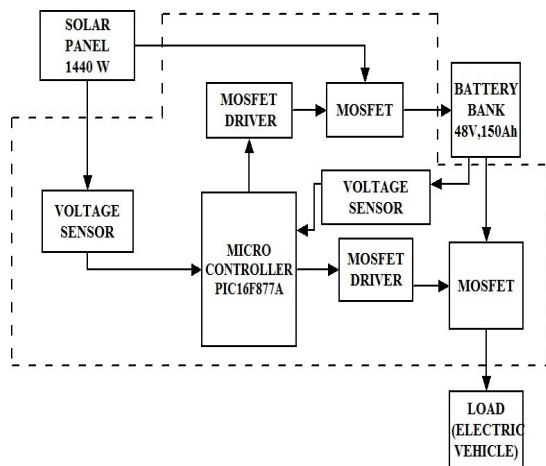 SOLAR
PANEL
1440 W
MOSFET
DRIVER
MOSFET
BATTERY
BANK
48V,150Ah
VOLTAGE
SENSOR
VOLTAGE
SENSOR
MICRO
CONTROLLER
PIC16F877A
MOSFET
DRIVER
MOSFET
LOAD
(ELECTRIC
VEHICLE)